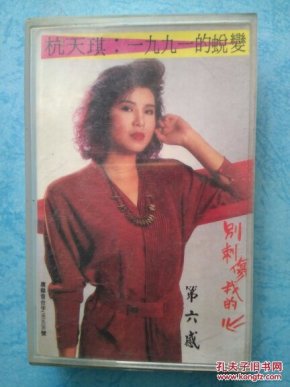 杭天琪：一九九一的蛻變
別刺傷我的心
第六感
孔夫子旧书网